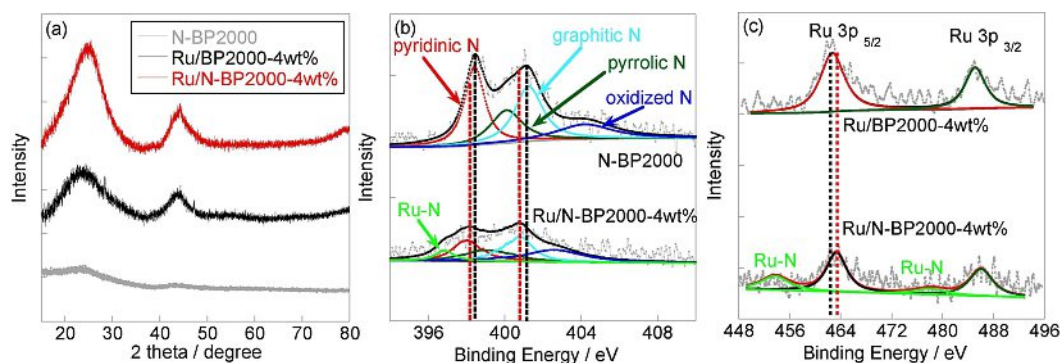 (a)
N-BP2000
Ru/BP2000-4wt%
Ru/N-BP2000-4wt%
Intensity
20 30 40 50 60 70 80
2 theta / degree
(b)
pyridinic N
graphitic N
pyrrolic N
oxidized N
N-BP2000
Ru-N
Ru/N-BP2000-4wt%
Intensity
396 400 404 408
Binding Energy / eV
(c)
Ru 3p 5/2
Ru 3p 3/2
Ru/BP2000-4wt%
Ru/N-BP2000-4wt%
Ru-N
Ru-N
Intensity
448 456 464 472 480 488 496
Binding Energy / eV